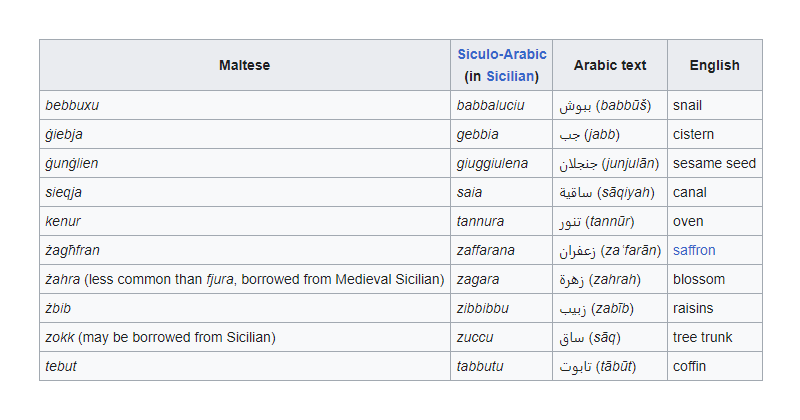 Maltese Siculo-Arabic (in Sicilian) Arabic text English
bebbuxu babbaluciu ببوش (babbūš) snail
ġiebja gebbia جب (jabb) cistern
ġunġlien giuggiulena جنجلان (junjulān) sesame seed
sieqja saia ساقية (sāqiyah) canal
kenur tannura تنور (tannūr) oven
żagħfran zaffarana زعفران (zaʿfarān) saffron
żahra (less common than fjura, borrowed from Medieval Sicilian) zagara زهرة (zahrah) blossom
żbib zibbibbu زبيب (zabīb) raisins
zokk (may be borrowed from Sicilian) zuccu ساق (sāq) tree trunk
tebut tabbutu تابوت (tābūt) coffin